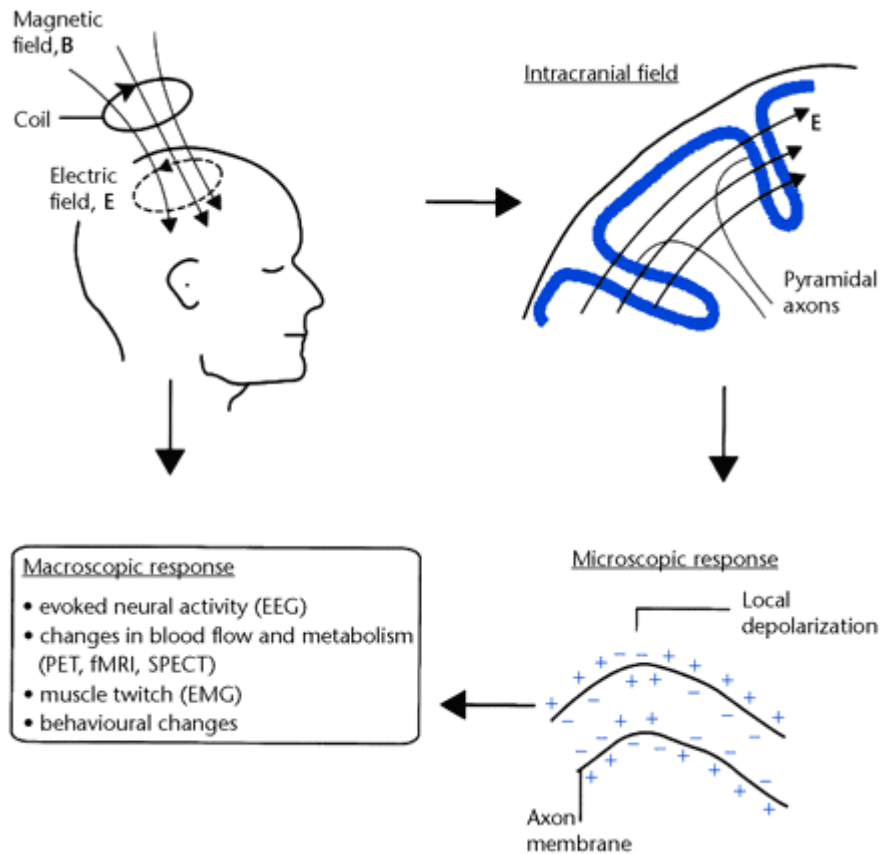 Magnetic
field, B
Coil
Electric
field, E
Intracranial field
E
Pyramidal
axons
Macroscopic response
• evoked neural activity (EEG)
• changes in blood flow and metabolism
(PET, fMRI, SPECT)
• muscle twitch (EMG)
• behavioural changes
Microscopic response
Local
depolarization
Axon
membrane